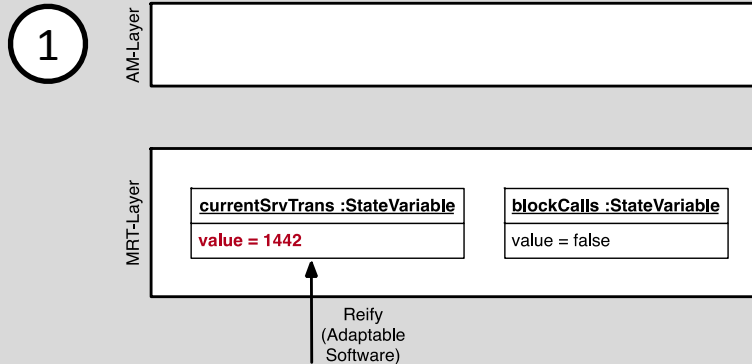 1
AM-Layer
MRT-Layer
currentSrvTrans :StateVariable
value = 1442
blockCalls :StateVariable
value = false
Reify
(Adaptable
Software)